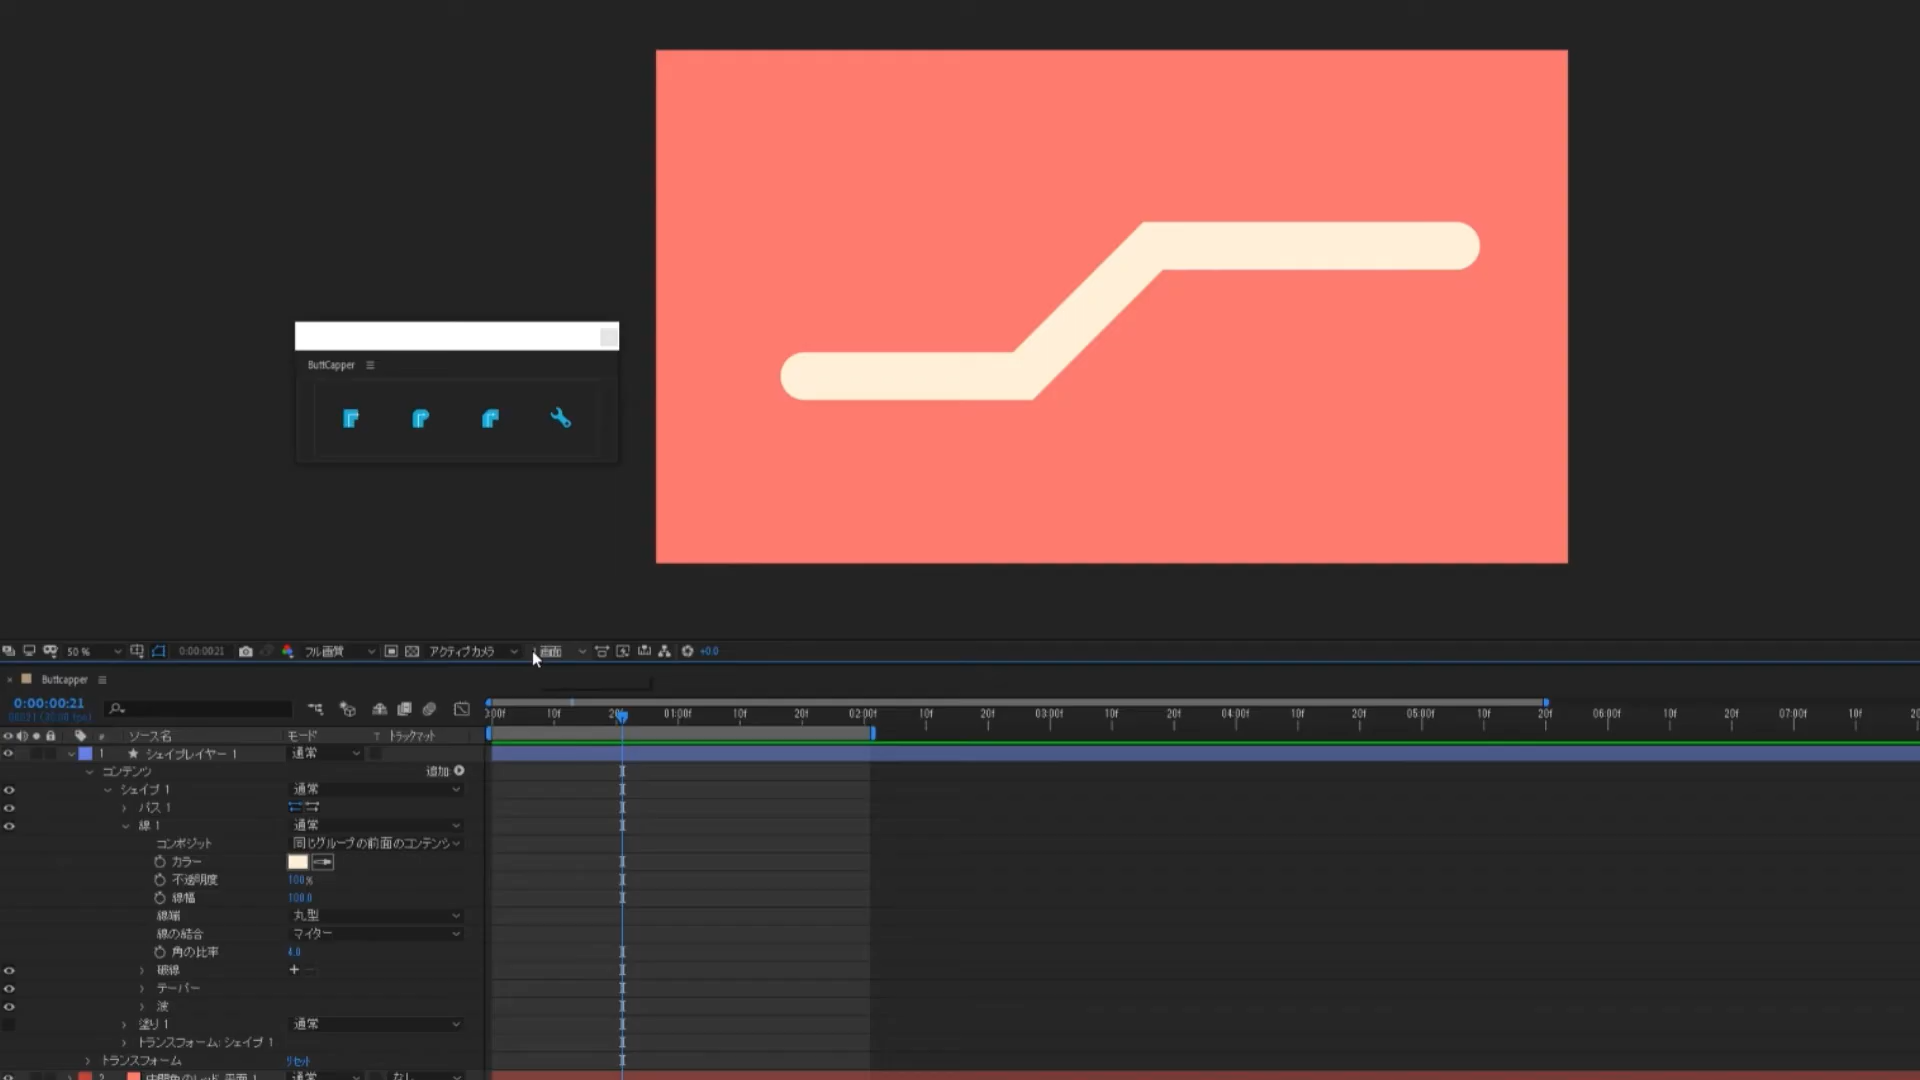 ButtCapper
50 %
0:00:00:21
フル画質
アクティブカメラ
1画面
+0.0
Buttcapper
0:00:00:21
10f
01:00f
10f
20f
02:00f
10f
20f
03:00f
10f
20f
04:00f
10f
20f
05:00f
10f
20f
06:00f
10f
20f
07:00f
10f
# ソース名 モード T トラックマット
1 ★ シェイプレイヤー 1 通常
コンテンツ 追加
シェイプ 1 通常
パス 1
線 1 通常
コンポジット 同じグループの前面のコンテンツ
カラー
不透明度 100%
線幅 100.0
線端 丸型
線の結合 マイター
角の比率 4.0
破線 + -
テーパー
波
塗り 1 通常
トランスフォーム: シェイプ 1
トランスフォーム リセット
2 中間色のレッド 平面 1 通常 なし